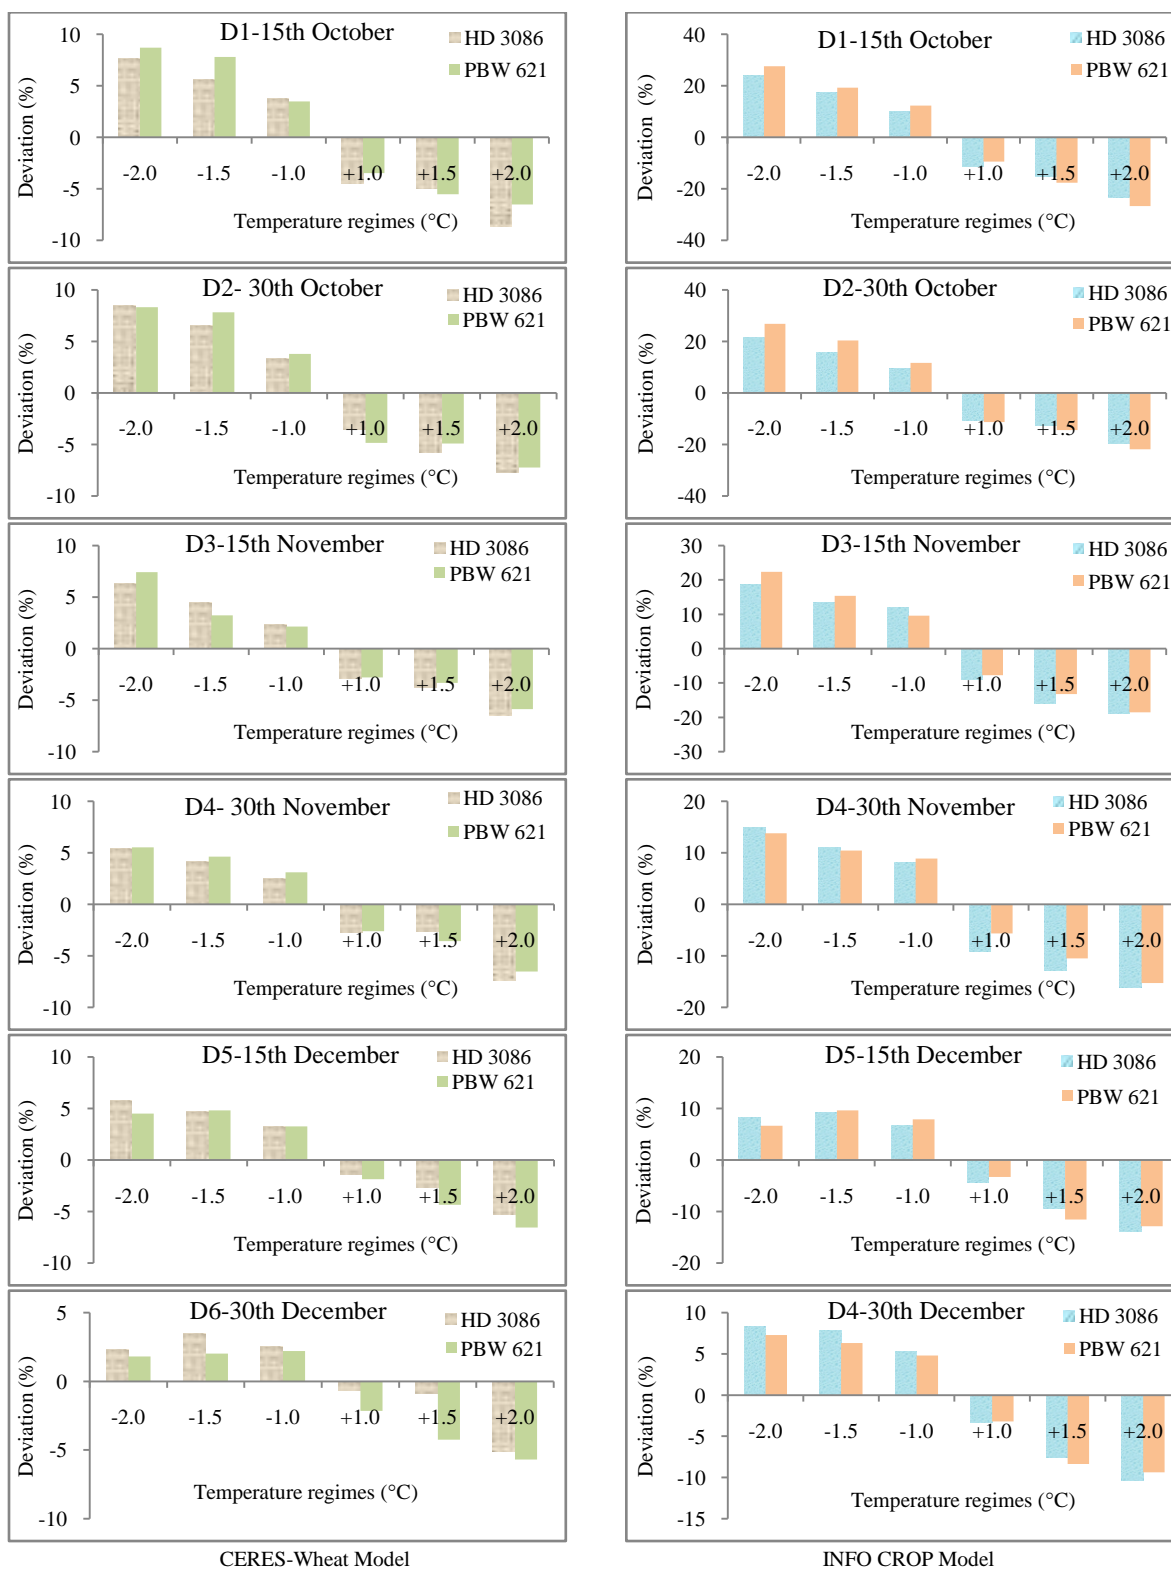 D1-15th October
HD 3086
PBW 621
Deviation (%)
10
5
0
-5
-10
-2.0 -1.5 -1.0 +1.0 +1.5 +2.0
Temperature regimes (°C)
D1-15th October
HD 3086
PBW 621
Deviation (%)
40
20
0
-20
-40
-2.0 -1.5 -1.0 +1.0 +1.5 +2.0
Temperature regimes (°C)
D2- 30th October
HD 3086
PBW 621
Deviation (%)
10
5
0
-5
-10
-2.0 -1.5 -1.0 +1.0 +1.5 +2.0
Temperature regimes (°C)
D2-30th October
HD 3086
PBW 621
Deviation (%)
40
20
0
-20
-40
-2.0 -1.5 -1.0 +1.0 +1.5 +2.0
Temperature regimes (°C)
D3-15th November
HD 3086
PBW 621
Deviation (%)
10
5
0
-5
-10
-2.0 -1.5 -1.0 +1.0 +1.5 +2.0
Temperature regimes (°C)
D3-15th November
HD 3086
PBW 621
Deviation (%)
30
20
10
0
-10
-20
-30
-2.0 -1.5 -1.0 +1.0 +1.5 +2.0
Temperature regimes (°C)
D4- 30th November
HD 3086
PBW 621
Deviation (%)
10
5
0
-5
-10
-2.0 -1.5 -1.0 +1.0 +1.5 +2.0
Temperature regimes (°C)
D4-30th November
HD 3086
PBW 621
Deviation (%)
20
10
0
-10
-20
-2.0 -1.5 -1.0 +1.0 +1.5 +2.0
Temperature regimes (°C)
D5-15th December
HD 3086
PBW 621
Deviation (%)
10
5
0
-5
-10
-2.0 -1.5 -1.0 +1.0 +1.5 +2.0
Temperature regimes (°C)
D5-15th December
HD 3086
PBW 621
Deviation (%)
20
10
0
-10
-20
-2.0 -1.5 -1.0 +1.0 +1.5 +2.0
Temperature regimes (°C)
D6-30th December
HD 3086
PBW 621
Deviation (%)
5
0
-5
-10
-2.0 -1.5 -1.0 +1.0 +1.5 +2.0
Temperature regimes (°C)
D4-30th December
HD 3086
PBW 621
Deviation (%)
10
5
0
-5
-10
-15
-2.0 -1.5 -1.0 +1.0 +1.5 +2.0
Temperature regimes (°C)
CERES-Wheat Model
INFO CROP Model